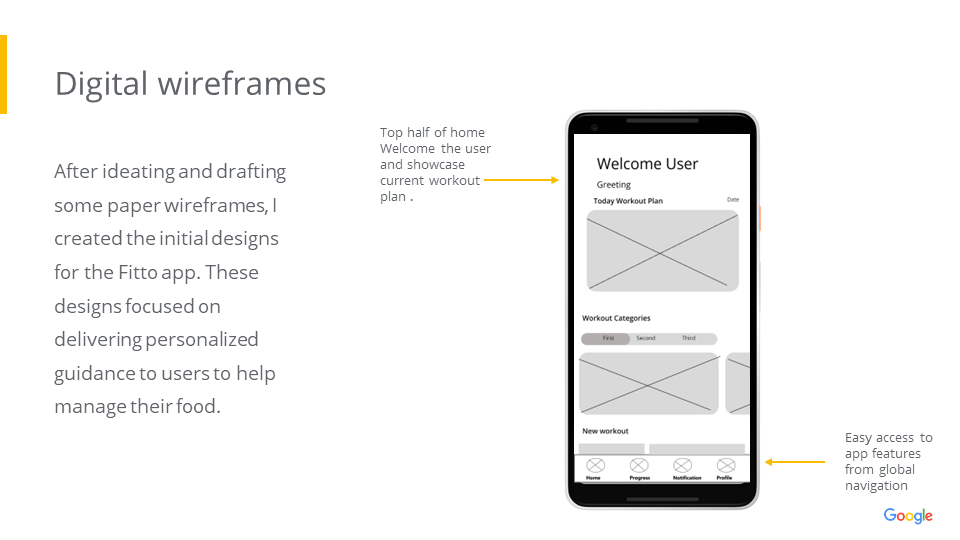 Digital wireframes
After ideating and drafting
some paper wireframes, I
created the initial designs
for the Fitto app. These
designs focused on
delivering personalized
guidance to users to help
manage their food.
Top half of home
Welcome the user
and showcase
current workout
plan .
Welcome User
Greeting
Today Workout Plan Date
Workout Categories
First Second Third
New workout
Home Progress Notification Profile
Easy access to
app features
from global
navigation
Google